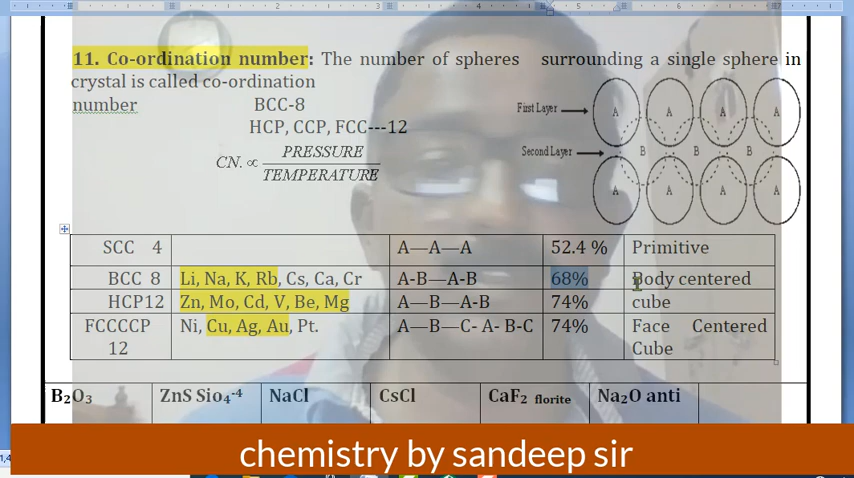 11. Co-ordination number: The number of spheres surrounding a single sphere in
crystal is called co-ordination
number BCC-8
HCP, CCP, FCC---12
CN. ∝ PRESSURE / TEMPERATURE
First Layer
A A A A
Second Layer
B B B
A A A A
SCC 4 A—A—A 52.4 % Primitive
BCC 8 Li, Na, K, Rb, Cs, Ca, Cr A-B—A-B 68% Body centered
HCP12 Zn, Mo, Cd, V, Be, Mg A—B—A-B 74% cube
FCCCCP Ni, Cu, Ag, Au, Pt. A—B—C- A- B-C 74% Face Centered
12 Cube
B₂O₃ ZnS Sio₄⁻⁴ NaCl CsCl CaF₂ florite Na₂O anti
chemistry by sandeep sir